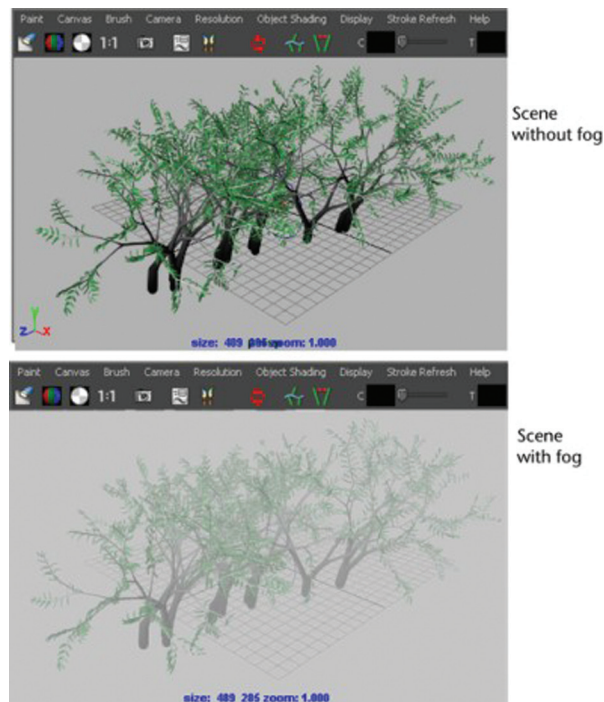 Paint Canvas Brush Camera Resolution Object Shading Display Stroke Refresh Help
1:1 C T
Scene
without fog
y
z x
size: 489 285 zoom: 1.000
Paint Canvas Brush Camera Resolution Object Shading Display Stroke Refresh Help
1:1 C T
Scene
with fog
size: 489 285 zoom: 1.000